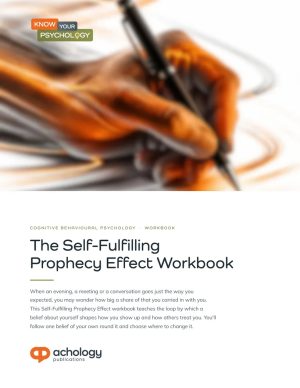 KNOW YOUR
PSYCHOLOGY
COGNITIVE BEHAVIOURAL PSYCHOLOGY · WORKBOOK
The Self-Fulfilling
Prophecy Effect Workbook
When an evening, a meeting or a conversation goes just the way you
expected, you may wonder how big a share of that you carried in with you.
This Self-Fulfilling Prophecy Effect workbook teaches the loop by which a
belief about yourself shapes how you show up and how others treat you. You'll
follow one belief of your own round it and choose where to change it.
achology
publications